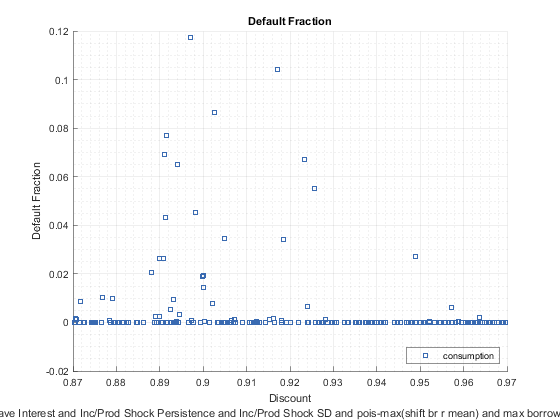 Default Fraction
0.12
0.1
0.08
0.06
0.04
0.02
0
-0.02
Default Fraction
consumption
0.87 0.88 0.89 0.9 0.91 0.92 0.93 0.94 0.95 0.96 0.97
Discount
ave Interest and Inc/Prod Shock Persistence and Inc/Prod Shock SD and pois-max(shift br r mean) and max borrow